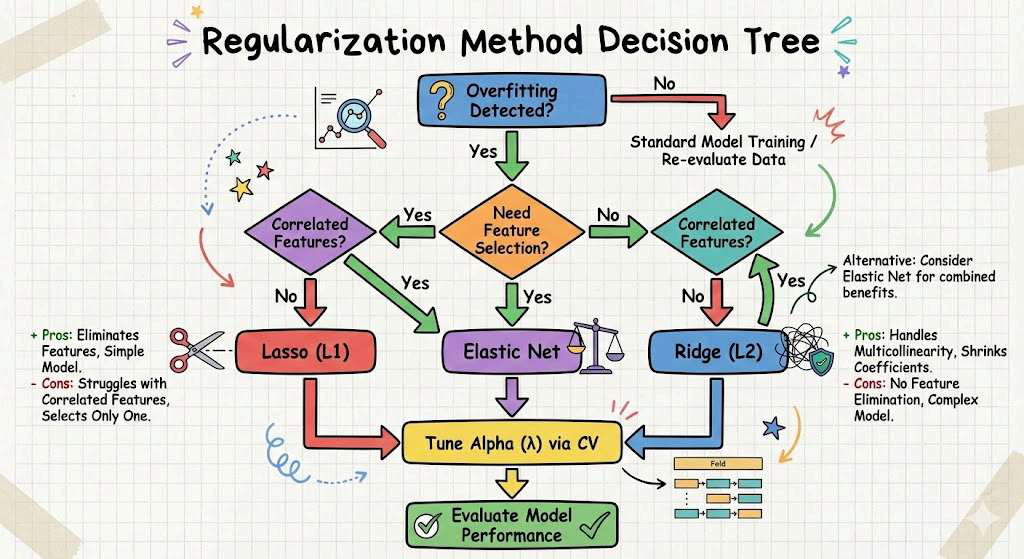 Regularization Method Decision Tree
Overfitting
Detected?
No
Yes
Standard Model Training /
Re-evaluate Data
Correlated
Features?
Yes
Need
Feature
Selection?
No
Correlated
Features?
No
Yes
Yes
No
Yes
Alternative: Consider
Elastic Net for combined
benefits.
+ Pros: Eliminates
Features, Simple
Model.
- Cons: Struggles with
Correlated Features,
Selects Only One.
Lasso (L1)
Elastic Net
Ridge (L2)
+ Pros: Handles
Multicollinearity, Shrinks
Coefficients.
- Cons: No Feature
Elimination, Complex
Model.
Tune Alpha (λ) via CV
Feld
Evaluate Model
Performance